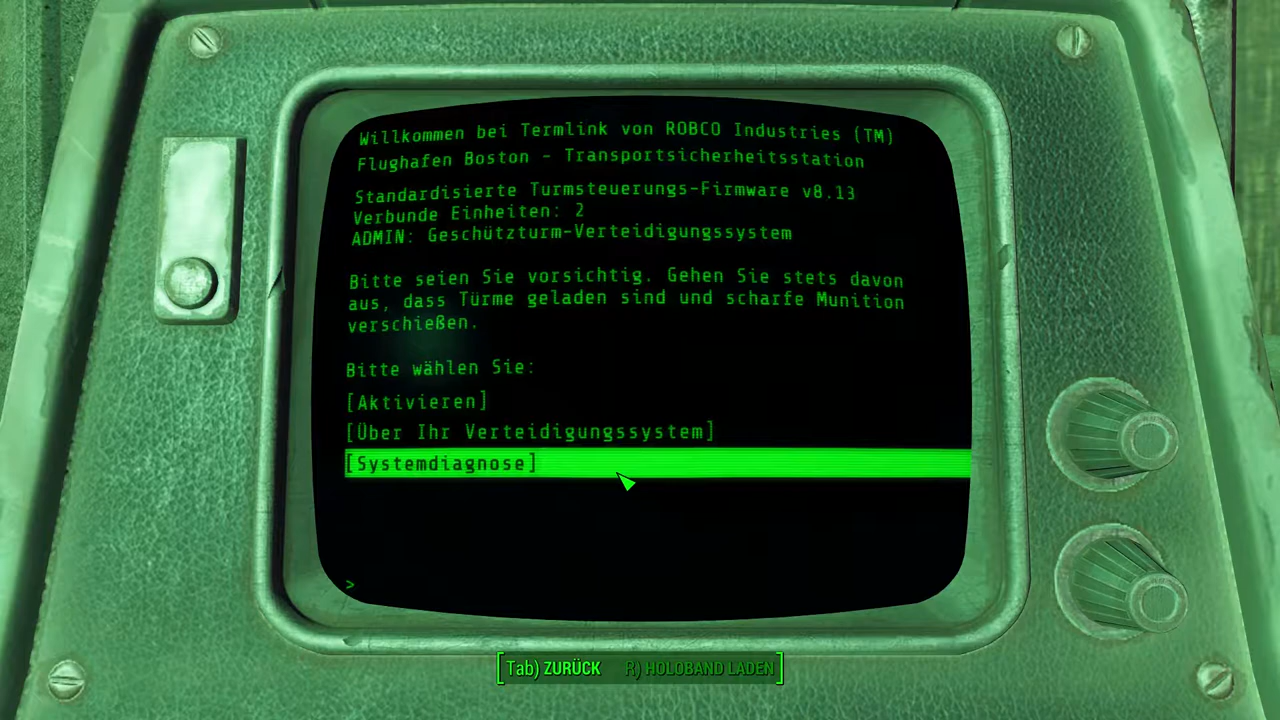 Willkommen bei Termlink von ROBCO Industries (TM)
Flughafen Boston - Transportsicherheitsstation
Standardisierte Turmsteuerungs-Firmware v8.13
Verbunde Einheiten: 2
ADMIN: Geschützturm-Verteidigungssystem
Bitte seien Sie vorsichtig. Gehen Sie stets davon
aus, dass Türme geladen sind und scharfe Munition
verschießen.
Bitte wählen Sie:
[Aktivieren]
[Über Ihr Verteidigungssystem]
[Systemdiagnose]
>
[Tab) ZURÜCK R) HOLOBAND LADEN]